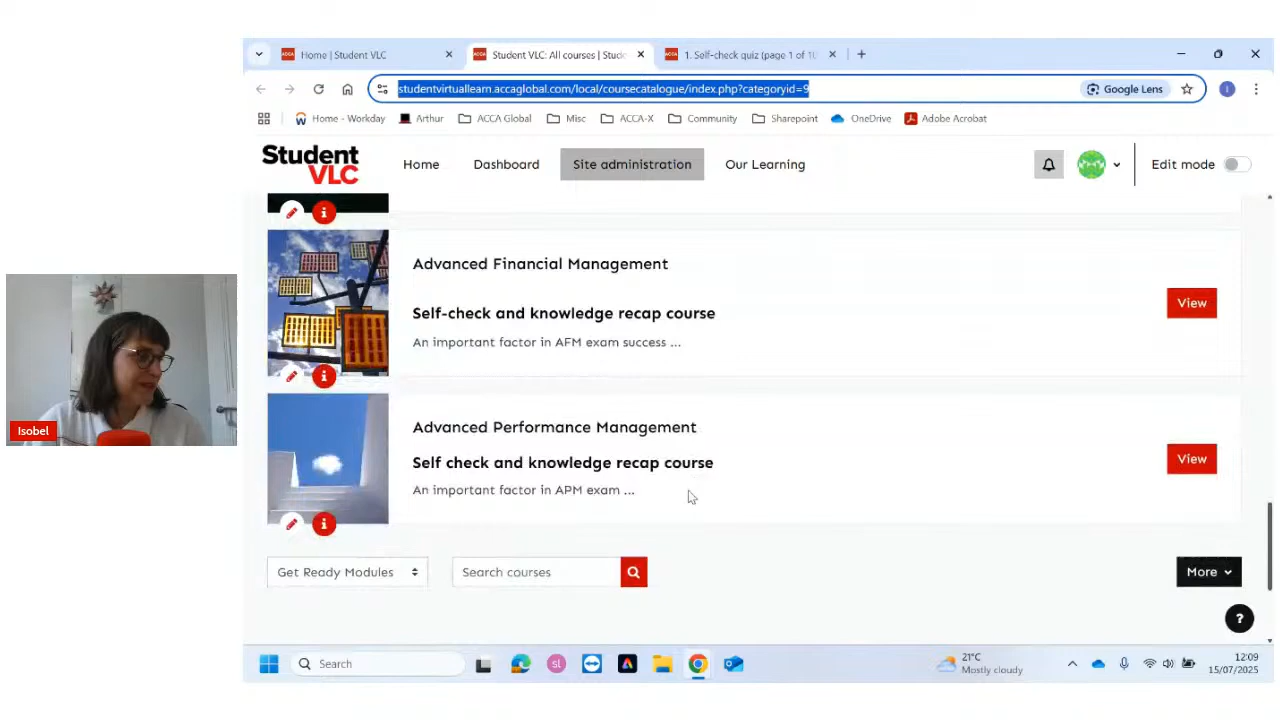 Home | Student VLC
Student VLC: All courses | Stude
1. Self-check quiz (page 1 of 10
studentvirtuallearn.accaglobal.com/local/coursecatalogue/index.php?categoryid=9
Google Lens
Home - Workday
Arthur
ACCA Global
Misc
ACCA-X
Community
Sharepoint
OneDrive
Adobe Acrobat
Student
VLC
Home
Dashboard
Site administration
Our Learning
Edit mode
Advanced Financial Management
Self-check and knowledge recap course
An important factor in AFM exam success ...
View
Advanced Performance Management
Self check and knowledge recap course
An important factor in APM exam ...
View
Isobel
Get Ready Modules
Search courses
More
?
Search
21°C
Mostly cloudy
12:09
15/07/2025